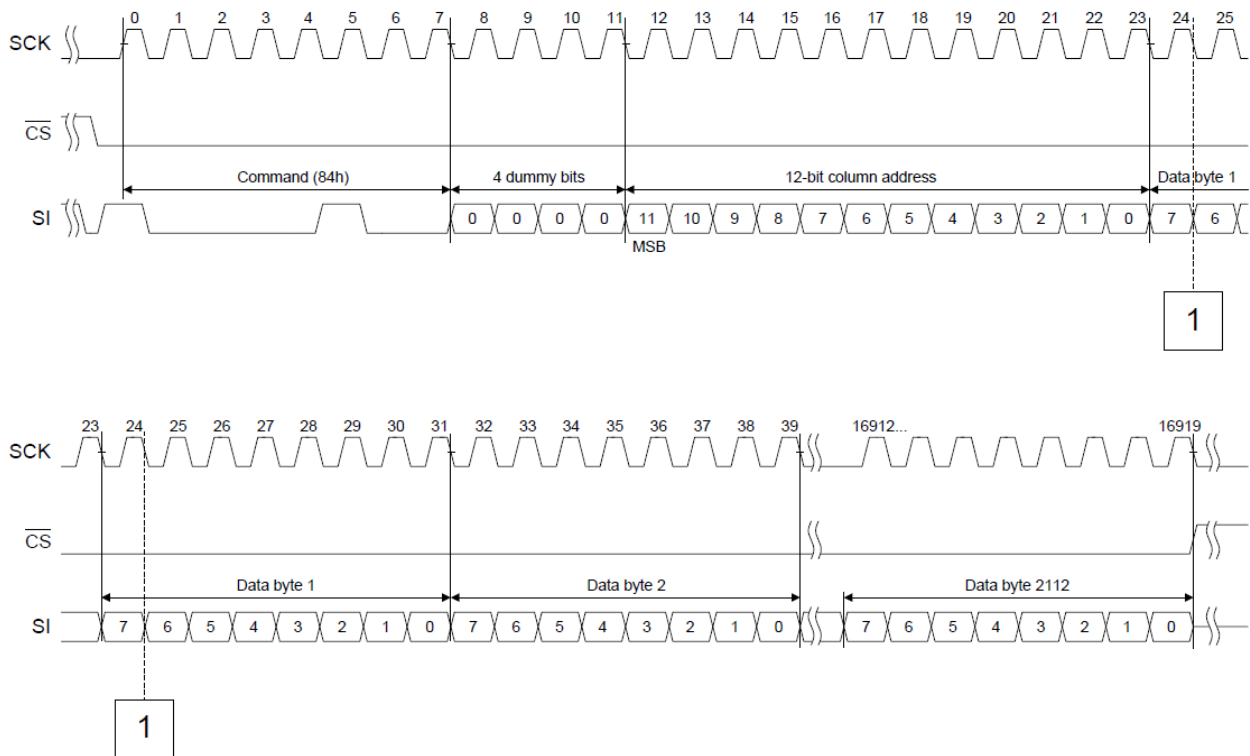 0 1 2 3 4 5 6 7 8 9 10 11 12 13 14 15 16 17 18 19 20 21 22 23 24 25
SCK
CS
Command (84h) 4 dummy bits 12-bit column address Data byte 1
SI 0 0 0 0 11 10 9 8 7 6 5 4 3 2 1 0 7 6
MSB
1
23 24 25 26 27 28 29 30 31 32 33 34 35 36 37 38 39 16912... 16919
SCK
CS
Data byte 1 Data byte 2 Data byte 2112
SI 7 6 5 4 3 2 1 0 7 6 5 4 3 2 1 0 7 6 5 4 3 2 1 0
1